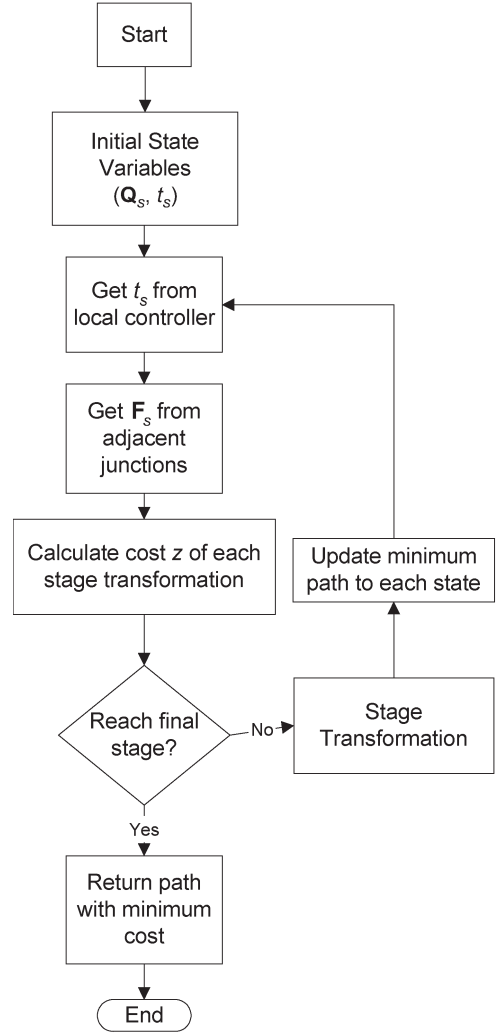 Start
Initial State
Variables
(Qs, ts)
Get ts from
local controller
Get Fs from
adjacent
junctions
Calculate cost z of each
stage transformation
Update minimum
path to each state
Reach final
stage?
No
Stage
Transformation
Yes
Return path
with minimum
cost
End